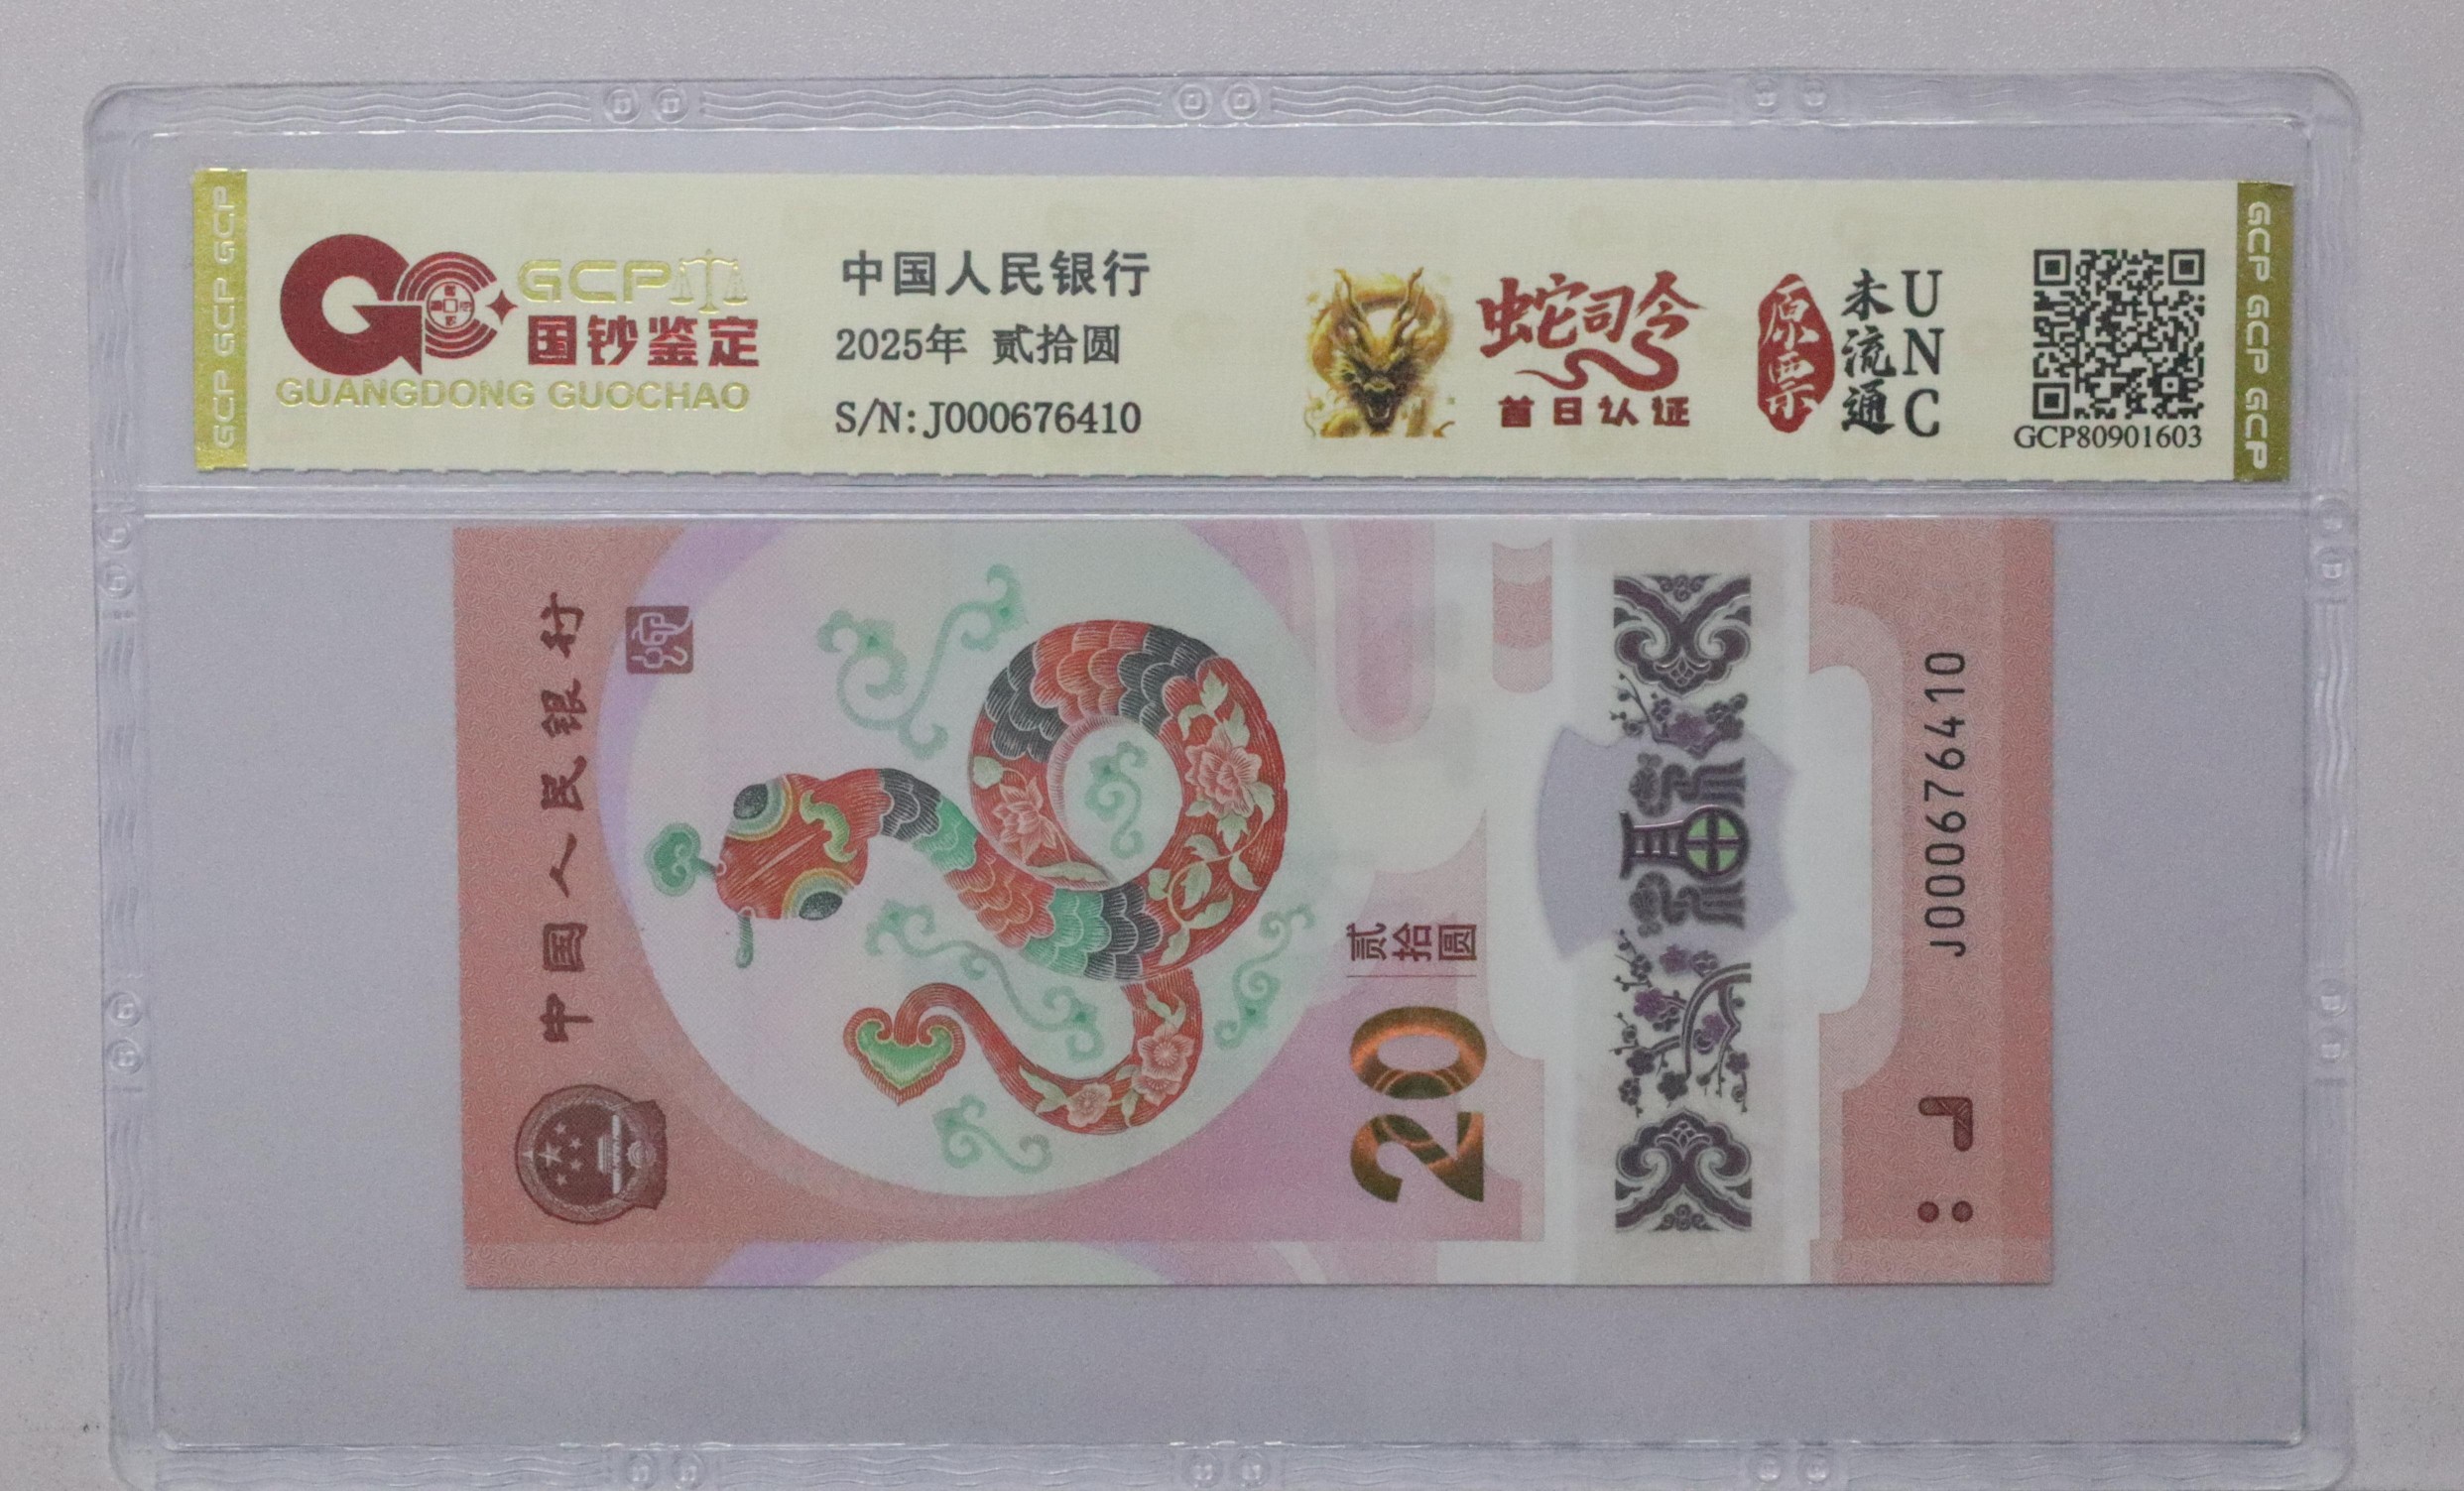 GCP GCP GCP
GCP
国钞鉴定
GUANGDONG GUOCHAO
中国人民银行
2025年 贰拾圆
S/N:J000676410
蛇司令
首日认证
原票
未流通
UNC
GCP80901603
GCP GCP GCP
中国人民银行
贰拾圆
20
福
J000676410